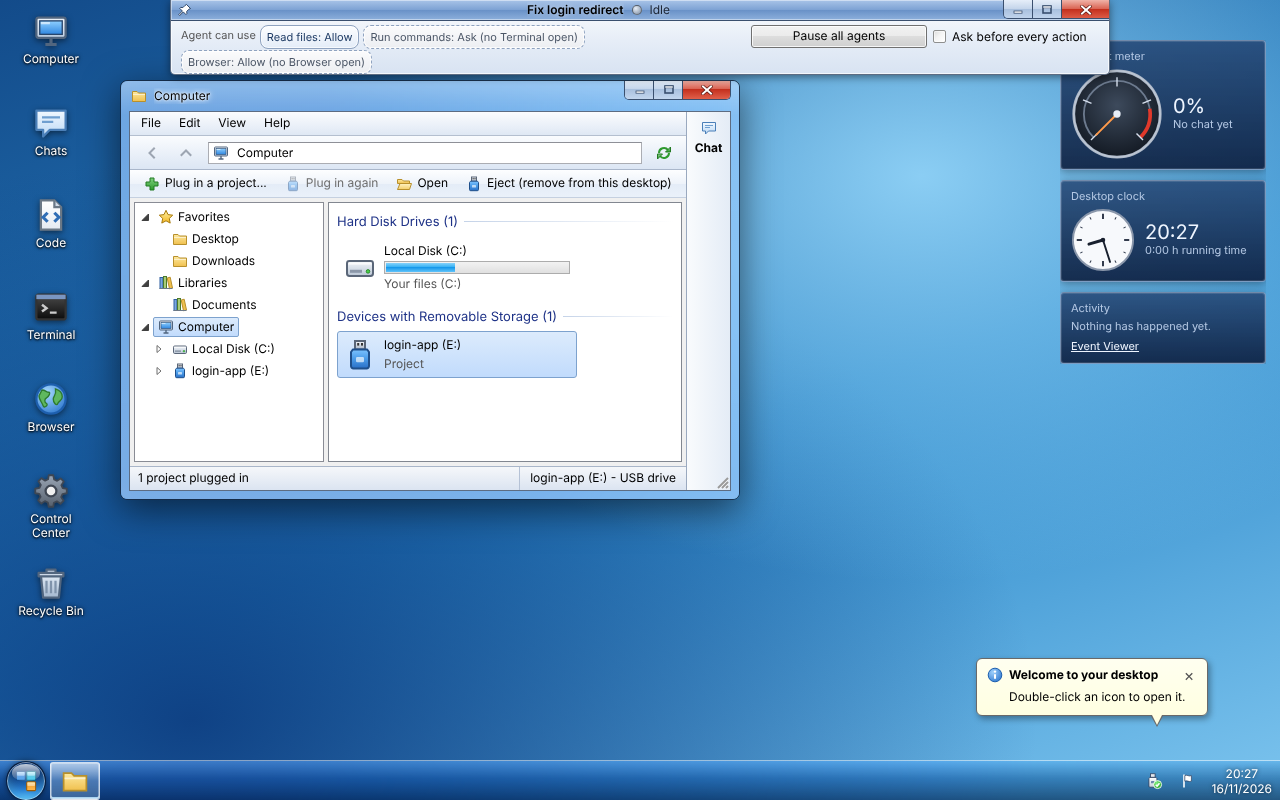 Fix login redirect Idle
Agent can use Read files: Allow Run commands: Ask (no Terminal open)
Browser: Allow (no Browser open)
Pause all agents Ask before every action
Computer
Chats
Code
Terminal
Browser
Control
Center
Recycle Bin
Computer
File Edit View Help
Computer
Plug in a project... Plug in again Open Eject (remove from this desktop)
Favorites
Desktop
Downloads
Libraries
Documents
Computer
Local Disk (C:)
login-app (E:)
Hard Disk Drives (1)
Local Disk (C:)
Your files (C:)
Devices with Removable Storage (1)
login-app (E:)
Project
1 project plugged in
login-app (E:) - USB drive
Chat
meter
0%
No chat yet
Desktop clock
20:27
0:00 h running time
Activity
Nothing has happened yet.
Event Viewer
Welcome to your desktop
Double-click an icon to open it.
20:27
16/11/2026